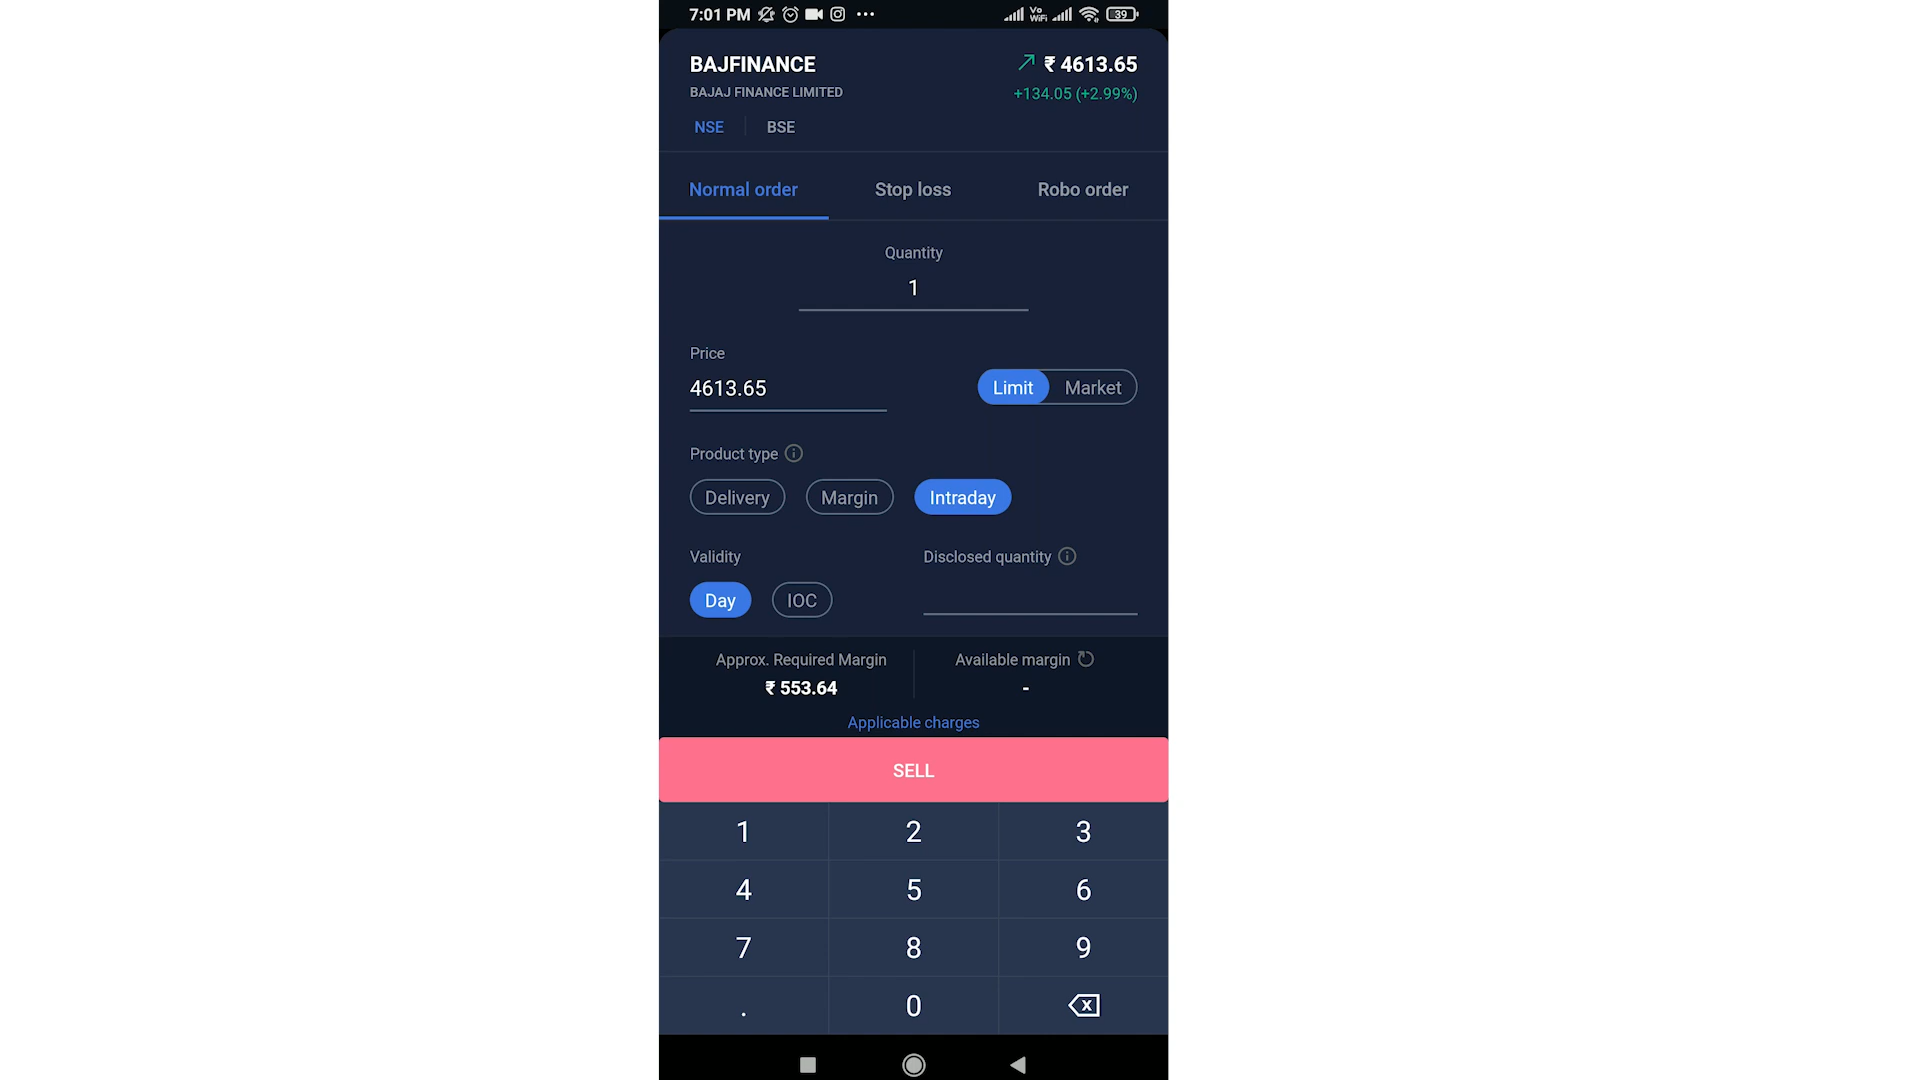 7:01 PM ••• Vo WiFi 39
BAJFINANCE ₹ 4613.65
BAJAJ FINANCE LIMITED +134.05 (+2.99%)
NSE BSE
Normal order Stop loss Robo order
Quantity
1
Price
4613.65 Limit Market
Product type
Delivery Margin Intraday
Validity Disclosed quantity
Day IOC
Approx. Required Margin Available margin
₹ 553.64 -
Applicable charges
SELL
1 2 3
4 5 6
7 8 9
. 0